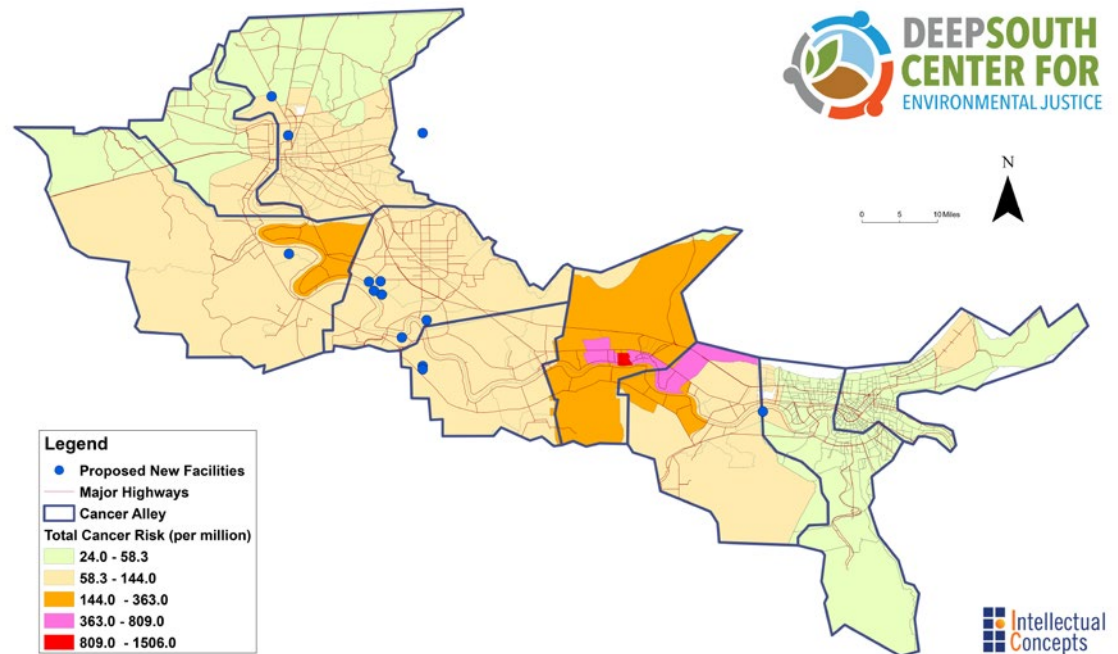 DEEPSOUTH
CENTER FOR
ENVIRONMENTAL JUSTICE
N
0 5 10 Miles
Legend
Proposed New Facilities
Major Highways
Cancer Alley
Total Cancer Risk (per million)
24.0 - 58.3
58.3 - 144.0
144.0 - 363.0
363.0 - 809.0
809.0 - 1506.0
Intellectual
Concepts